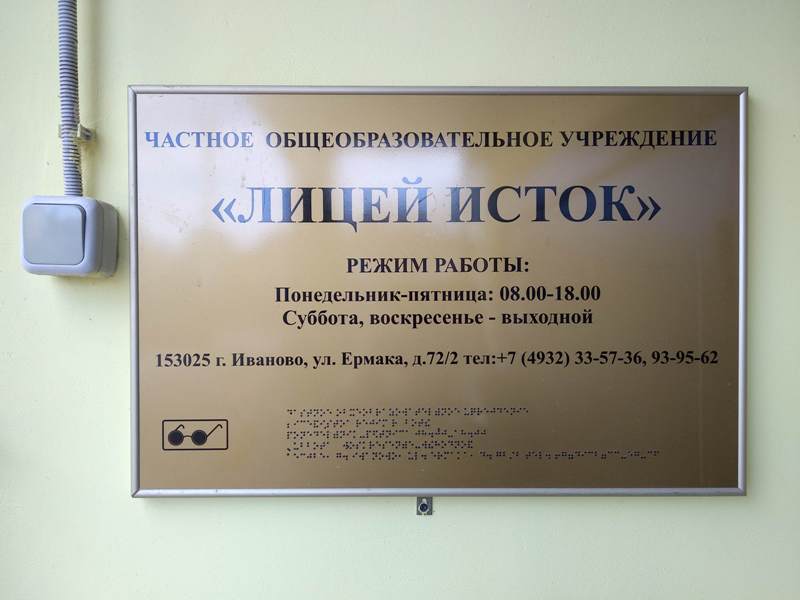 ЧАСТНОЕ ОБЩЕОБРАЗОВАТЕЛЬНОЕ УЧРЕЖДЕНИЕ
«ЛИЦЕЙ ИСТОК»
РЕЖИМ РАБОТЫ:
Понедельник-пятница: 08.00-18.00
Суббота, воскресенье - выходной
153025 г. Иваново, ул. Ермака, д.72/2 тел:+7 (4932) 33-57-36, 93-95-62